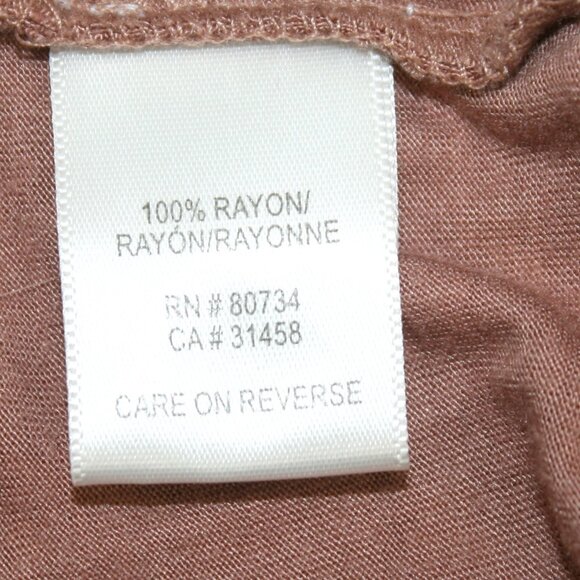 100% RAYON/
RAYÓN/RAYONNE
RN # 80734
CA # 31458
CARE ON REVERSE